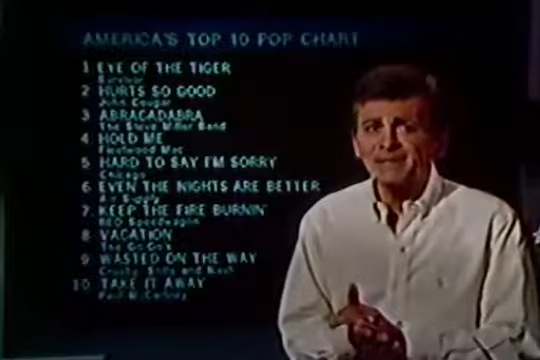 AMERICA'S TOP 10 POP CHART
1 EYE OF THE TIGER
Survivor
2 HURTS SO GOOD
John Cougar
3 ABRACADABRA
The Steve Miller Band
4 HOLD ME
Fleetwood Mac
5 HARD TO SAY I'M SORRY
Chicago
6 EVEN THE NIGHTS ARE BETTER
Air Supply
7 KEEP THE FIRE BURNIN'
REO Speedwagon
8 VACATION
The Go-Go's
9 WASTED ON THE WAY
Crosby, Stills and Nash
10 TAKE IT AWAY
Paul McCartney